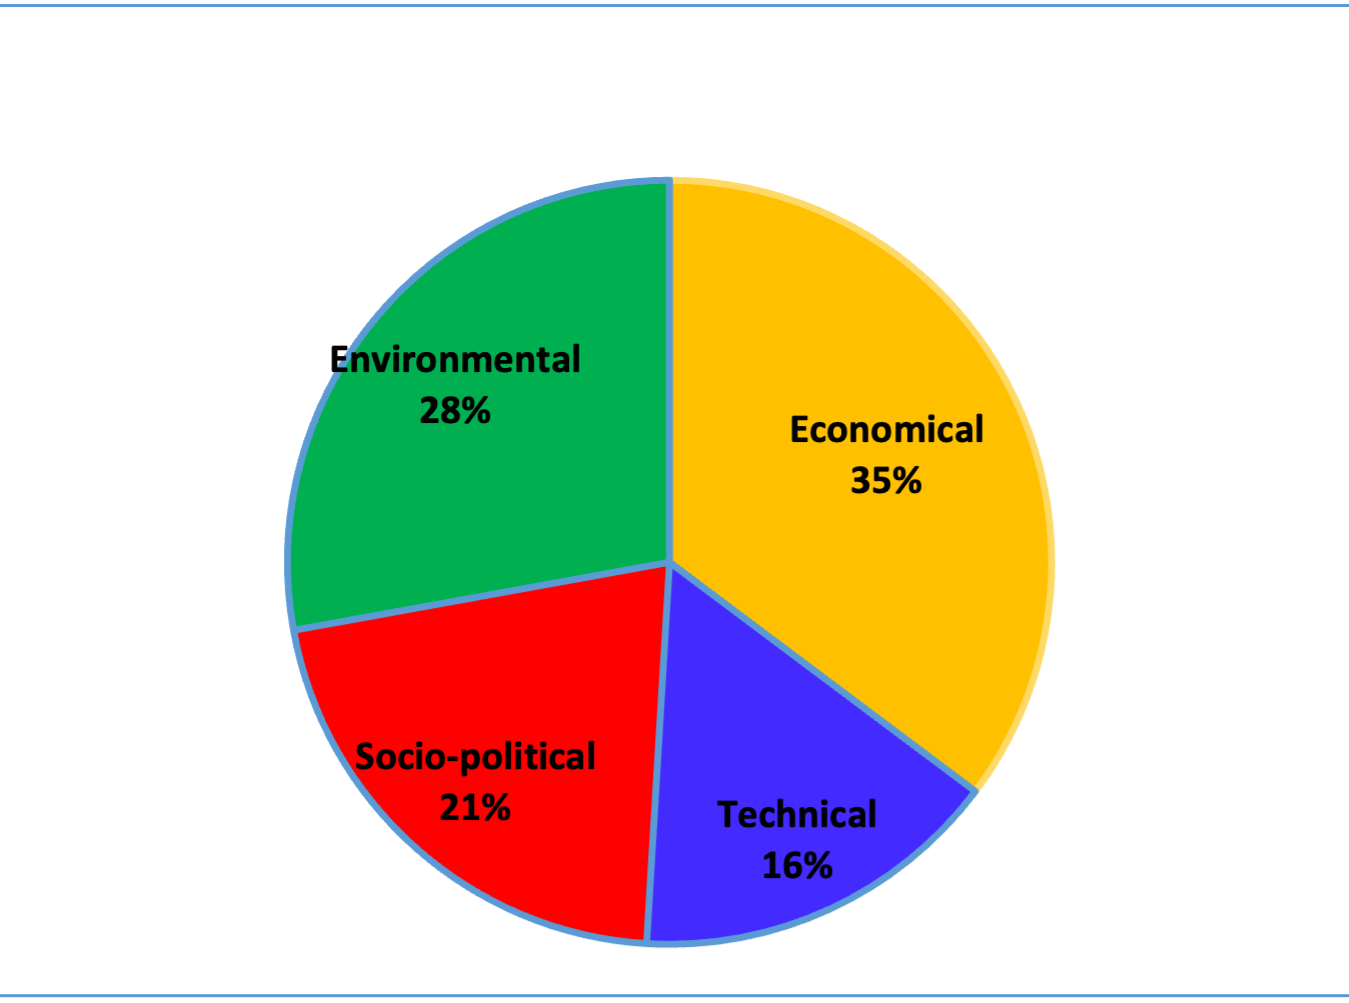 Environmental
28%
Economical
35%
Socio-political
21%
Technical
16%